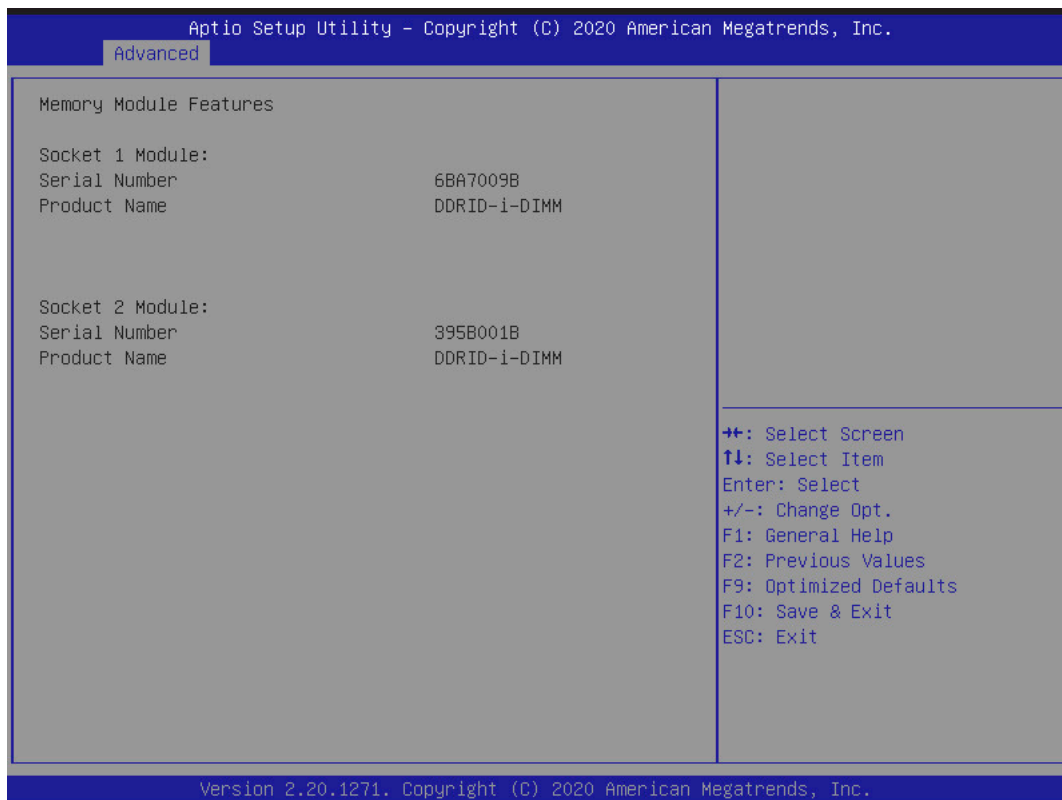 Aptio Setup Utility – Copyright (C) 2020 American Megatrends, Inc.
Advanced
Memory Module Features
Socket 1 Module:
Serial Number 6BA7009B
Product Name DDRID-i-DIMM
Socket 2 Module:
Serial Number 395B001B
Product Name DDRID-i-DIMM
→←: Select Screen
↑↓: Select Item
Enter: Select
+/-: Change Opt.
F1: General Help
F2: Previous Values
F9: Optimized Defaults
F10: Save & Exit
ESC: Exit
Version 2.20.1271. Copyright (C) 2020 American Megatrends, Inc.